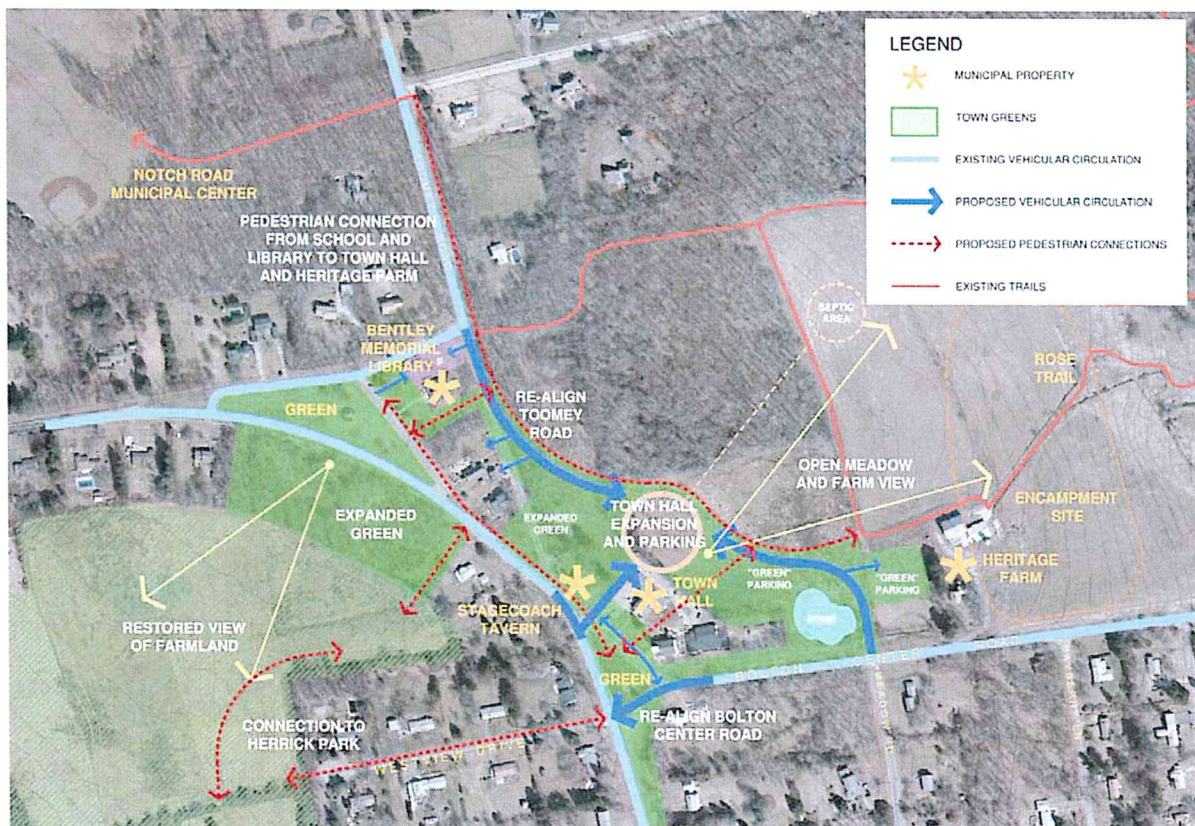 LEGEND
MUNICIPAL PROPERTY
TOWN GREENS
EXISTING VEHICULAR CIRCULATION
PROPOSED VEHICULAR CIRCULATION
PROPOSED PEDESTRIAN CONNECTIONS
EXISTING TRAILS
NOTCH ROAD
MUNICIPAL CENTER
PEDESTRIAN CONNECTION
FROM SCHOOL AND
LIBRARY TO TOWN HALL
AND HERITAGE FARM
SEPTIC
AREA
BENTLEY
MEMORIAL
LIBRARY
P
ROSE
TRAIL
GREEN
RE-ALIGN
TOOMEY
ROAD
OPEN MEADOW
AND FARM VIEW
ENCAMPMENT
SITE
EXPANDED
GREEN
EXPANDED
GREEN
TOWN HALL
EXPANSION
AND PARKING
HERITAGE
FARM
"GREEN"
PARKING
"GREEN"
PARKING
TOWN
HALL
STAGECOACH
TAVERN
RESTORED VIEW
OF FARMLAND
GREEN
BOLTON CENTER ROAD
CONNECTION TO
HERRICK PARK
RE-ALIGN BOLTON
CENTER ROAD
WESTVIEW DRIVE